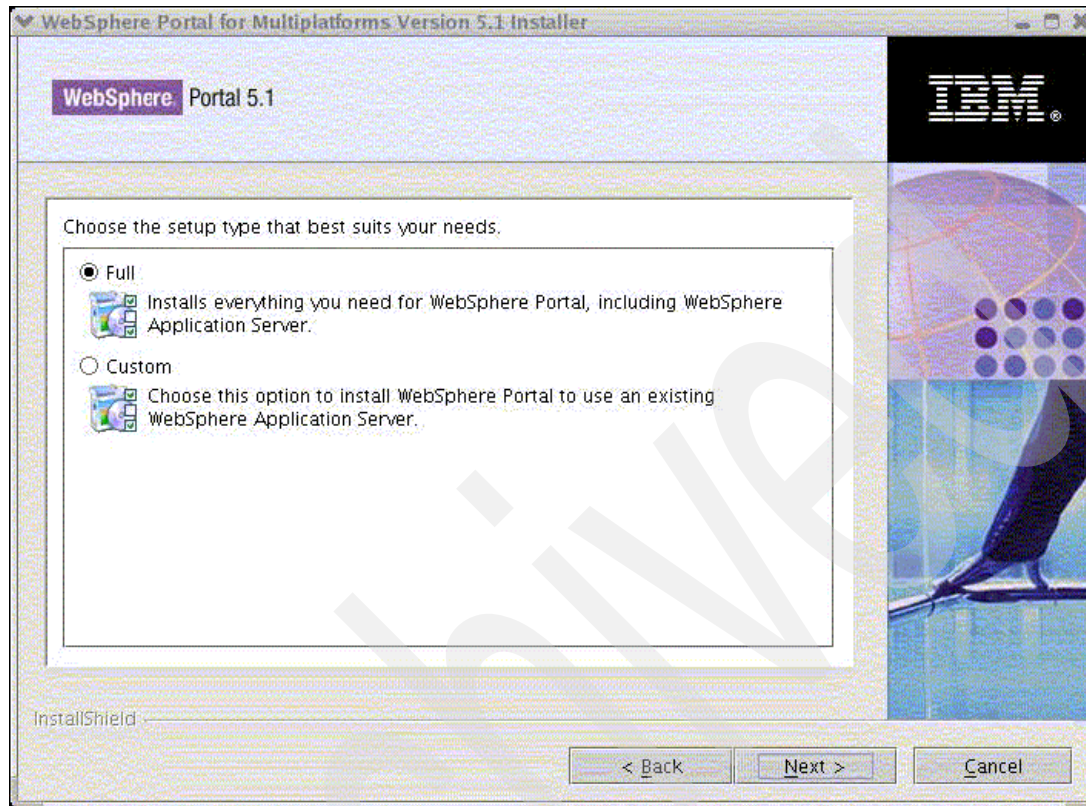 WebSphere Portal for Multiplatforms Version 5.1 Installer
WebSphere Portal 5.1
IBM®
Choose the setup type that best suits your needs.
Full
Installs everything you need for WebSphere Portal, including WebSphere
Application Server.
Custom
Choose this option to install WebSphere Portal to use an existing
WebSphere Application Server.
InstallShield
< Back
Next >
Cancel